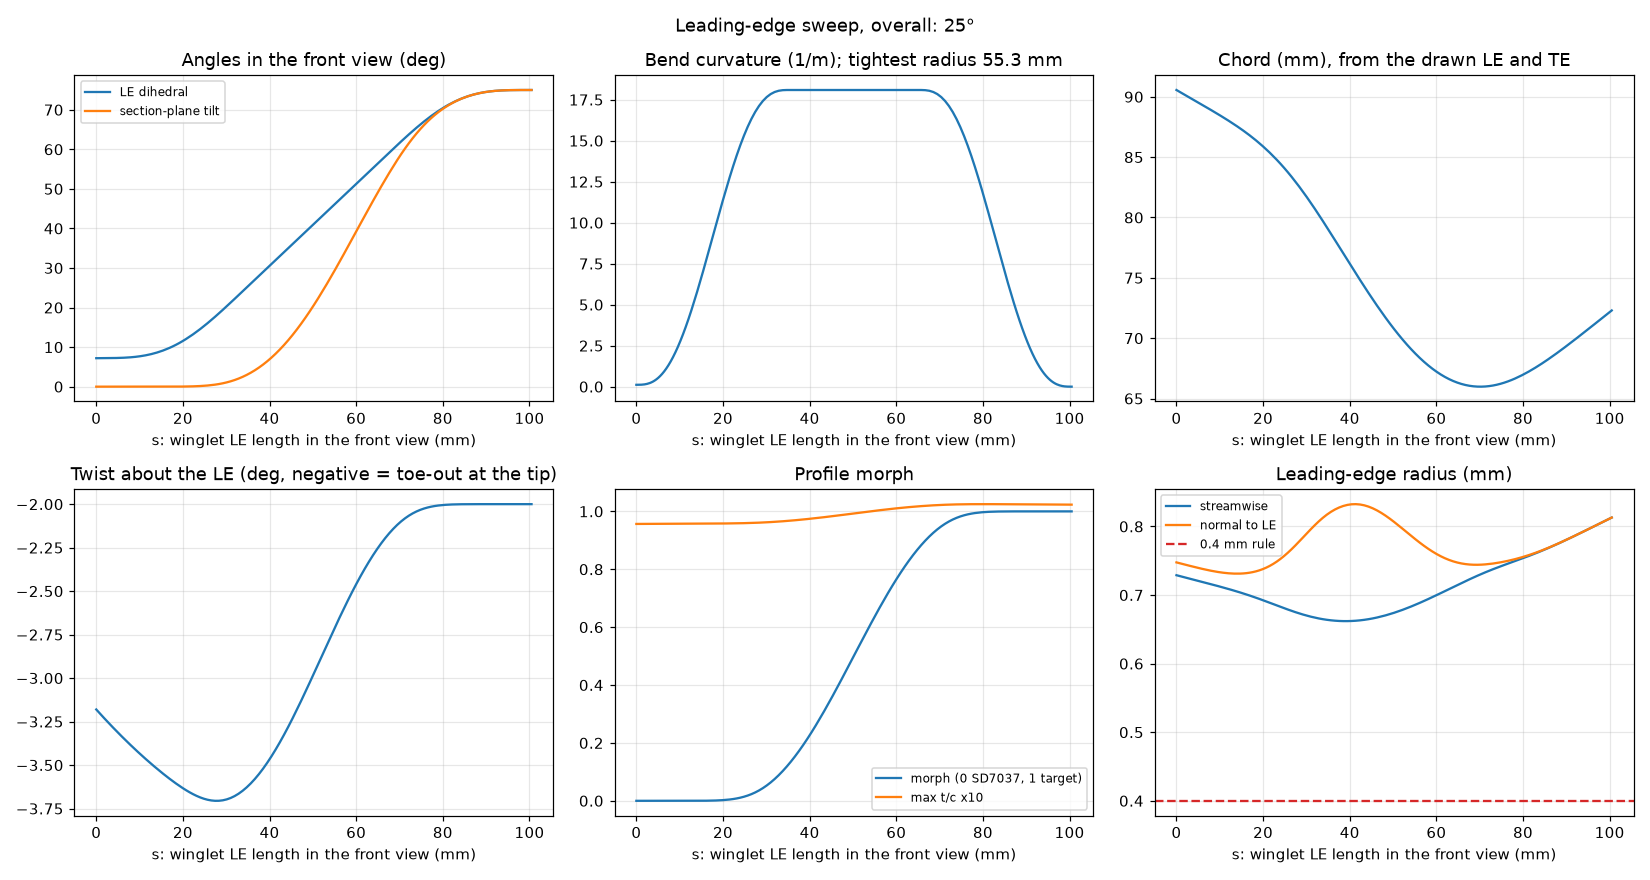 Leading-edge sweep, overall: 25°
Angles in the front view (deg)
LE dihedral
section-plane tilt
70
60
50
40
30
20
10
0
0 20 40 60 80 100
s: winglet LE length in the front view (mm)
Bend curvature (1/m); tightest radius 55.3 mm
17.5
15.0
12.5
10.0
7.5
5.0
2.5
0.0
0 20 40 60 80 100
s: winglet LE length in the front view (mm)
Chord (mm), from the drawn LE and TE
90
85
80
75
70
65
0 20 40 60 80 100
s: winglet LE length in the front view (mm)
Twist about the LE (deg, negative = toe-out at the tip)
−2.00
−2.25
−2.50
−2.75
−3.00
−3.25
−3.50
−3.75
0 20 40 60 80 100
s: winglet LE length in the front view (mm)
Profile morph
1.0
0.8
0.6
0.4
0.2
0.0
morph (0 SD7037, 1 target)
max t/c x10
0 20 40 60 80 100
s: winglet LE length in the front view (mm)
Leading-edge radius (mm)
streamwise
normal to LE
0.4 mm rule
0.8
0.7
0.6
0.5
0.4
0 20 40 60 80 100
s: winglet LE length in the front view (mm)